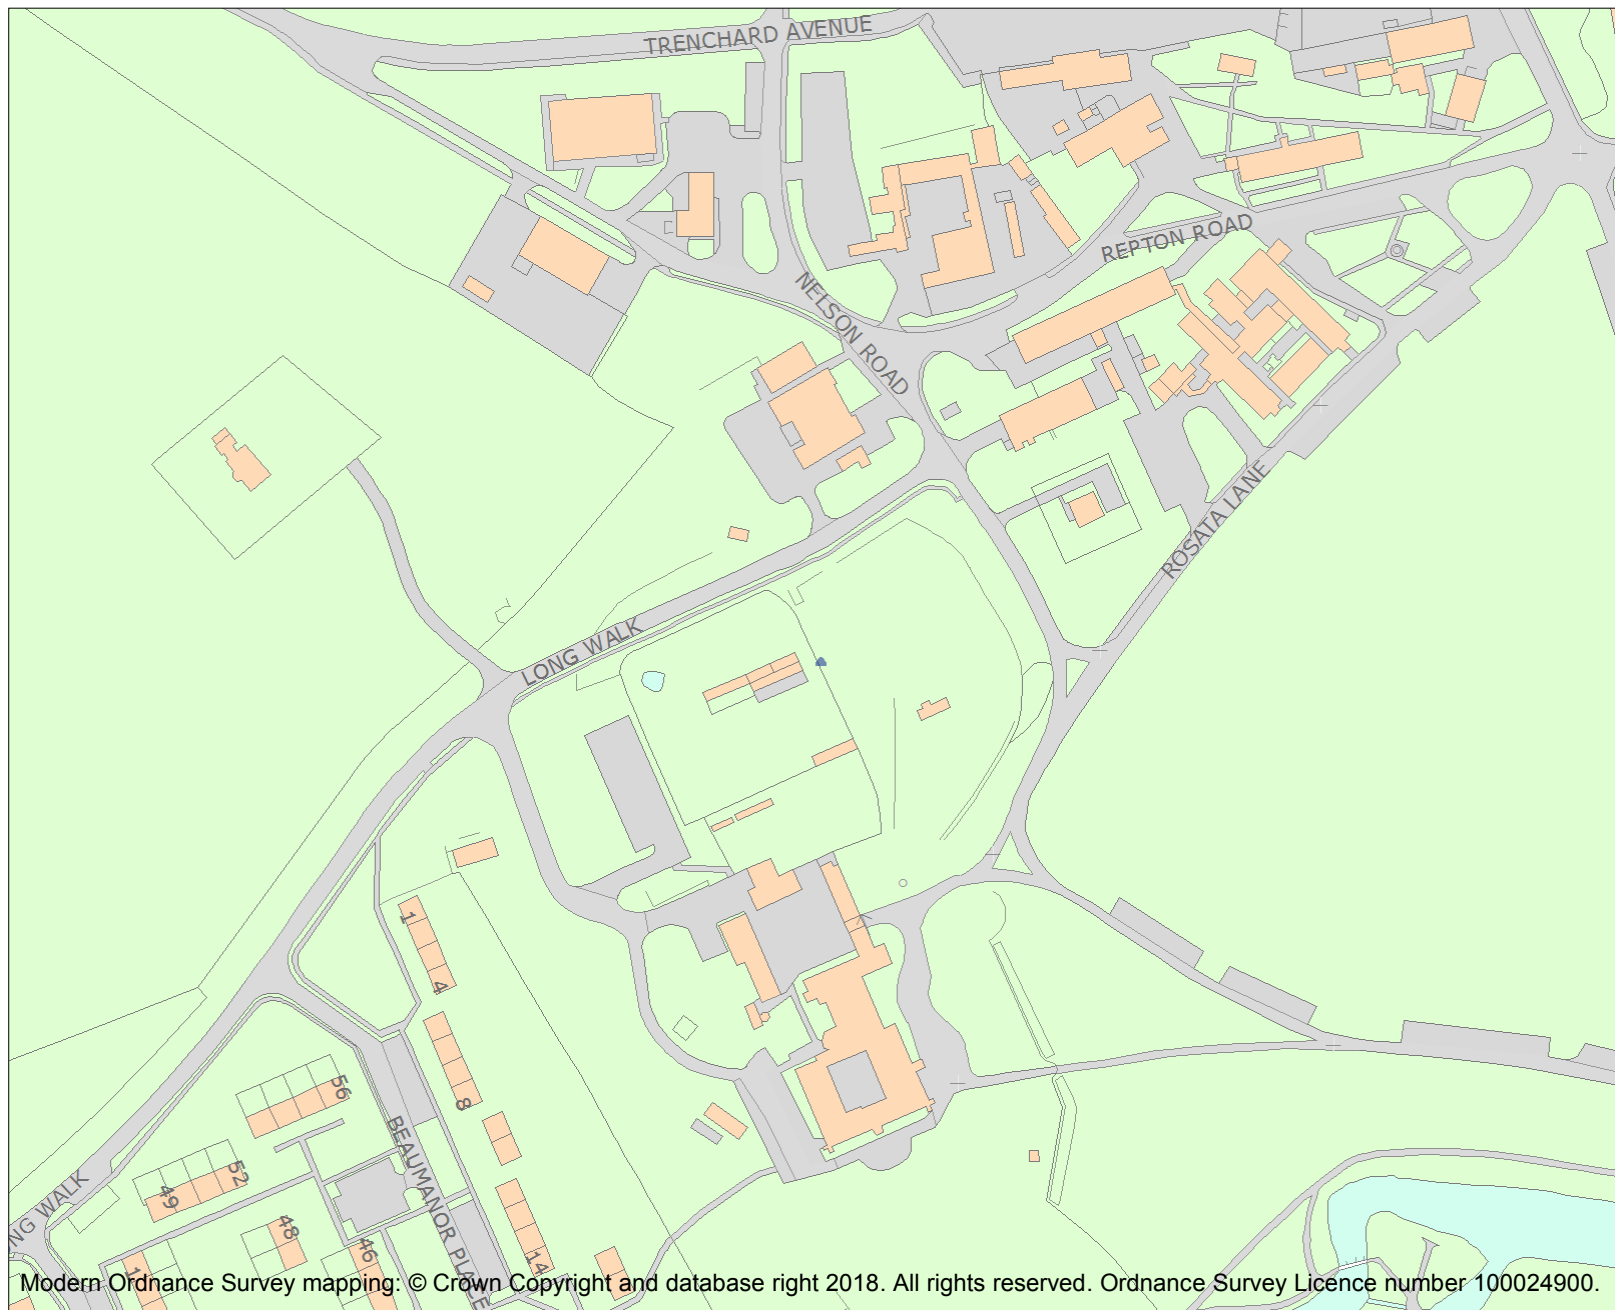 TRENCHARD AVENUE
REPTON ROAD
NELSON ROAD
ROSATA LANE
LONG WALK
1
4
8
56
BEAUMANOR PLACE
52
49
NG WALK
48
46
14
1
Modern Ordnance Survey mapping: © Crown Copyright and database right 2018. All rights reserved. Ordnance Survey Licence number 100024900.